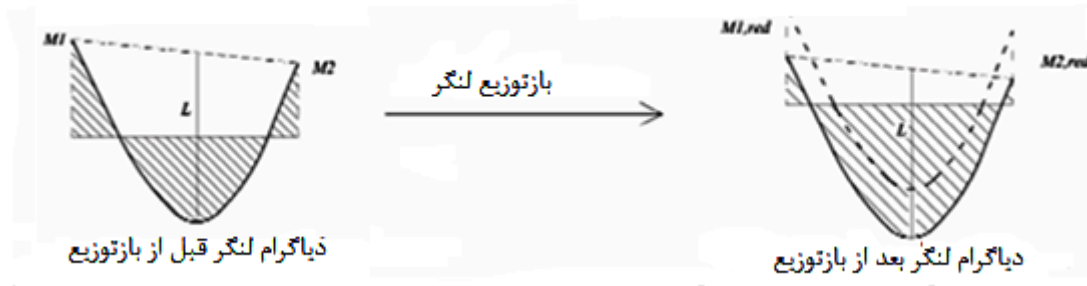 M1
M2
L
دیاگرام لنگر قبل از بازتوزیع
بازتوزیع لنگر
M1,red
M2,red
L
دیاگرام لنگر بعد از بازتوزیع